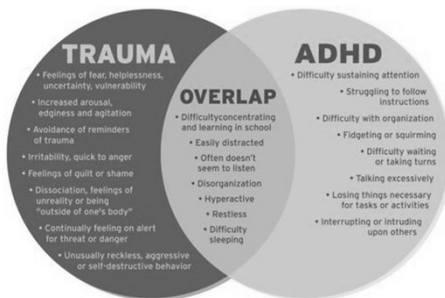 TRAUMA
• Feelings of fear, helplessness,
uncertainty, vulnerability
• Increased arousal,
edginess and agitation
• Avoidance of reminders
of trauma
• Irritability, quick to anger
• Feelings of guilt or shame
• Dissociation, feelings of
unreality or being
"outside of one's body"
• Continually feeling on alert
for threat or danger
• Unusually reckless, aggressive
or self-destructive behavior
OVERLAP
• Difficultyconcentrating
and learning in school
• Easily distracted
• Often doesn't
seem to listen
• Disorganization
• Hyperactive
• Restless
• Difficulty
sleeping
ADHD
• Difficulty sustaining attention
• Struggling to follow
instructions
• Difficulty with organization
• Fidgeting or squirming
• Difficulty waiting
or taking turns
• Talking excessively
• Losing things necessary
for tasks or activities
• Interrupting or intruding
upon others